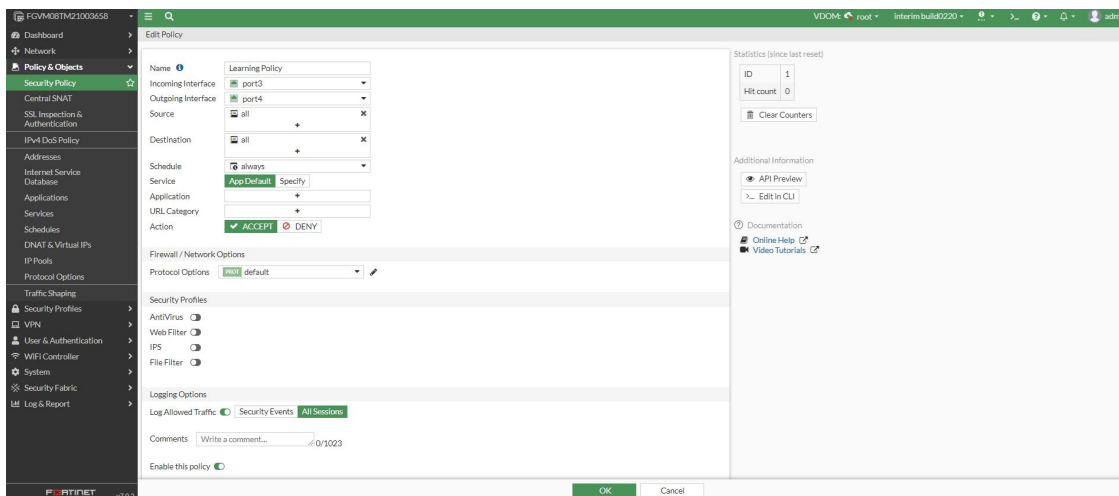 FGVM08TM21003658
VDOM: root
interim build0220
Dashboard
Network
Policy & Objects
Security Policy
Central SNAT
SSL Inspection &
Authentication
IPv4 DoS Policy
Addresses
Internet Service
Database
Applications
Services
Schedules
DNAT & Virtual IPs
IP Pools
Protocol Options
Traffic Shaping
Security Profiles
VPN
User & Authentication
WiFi Controller
System
Security Fabric
Log & Report
FORTINET
Edit Policy
Name Learning Policy
Incoming Interface port3
Outgoing Interface port4
Source all
+
Destination all
+
Schedule always
Service App Default Specify
Application +
URL Category +
Action ACCEPT DENY
Firewall / Network Options
Protocol Options PROT default
Security Profiles
AntiVirus
Web Filter
IPS
File Filter
Logging Options
Log Allowed Traffic Security Events All Sessions
Comments Write a comment... 0/1023
Enable this policy
OK Cancel
Statistics (since last reset)
ID 1
Hit count 0
Clear Counters
Additional Information
API Preview
>_ Edit in CLI
Documentation
Online Help
Video Tutorials